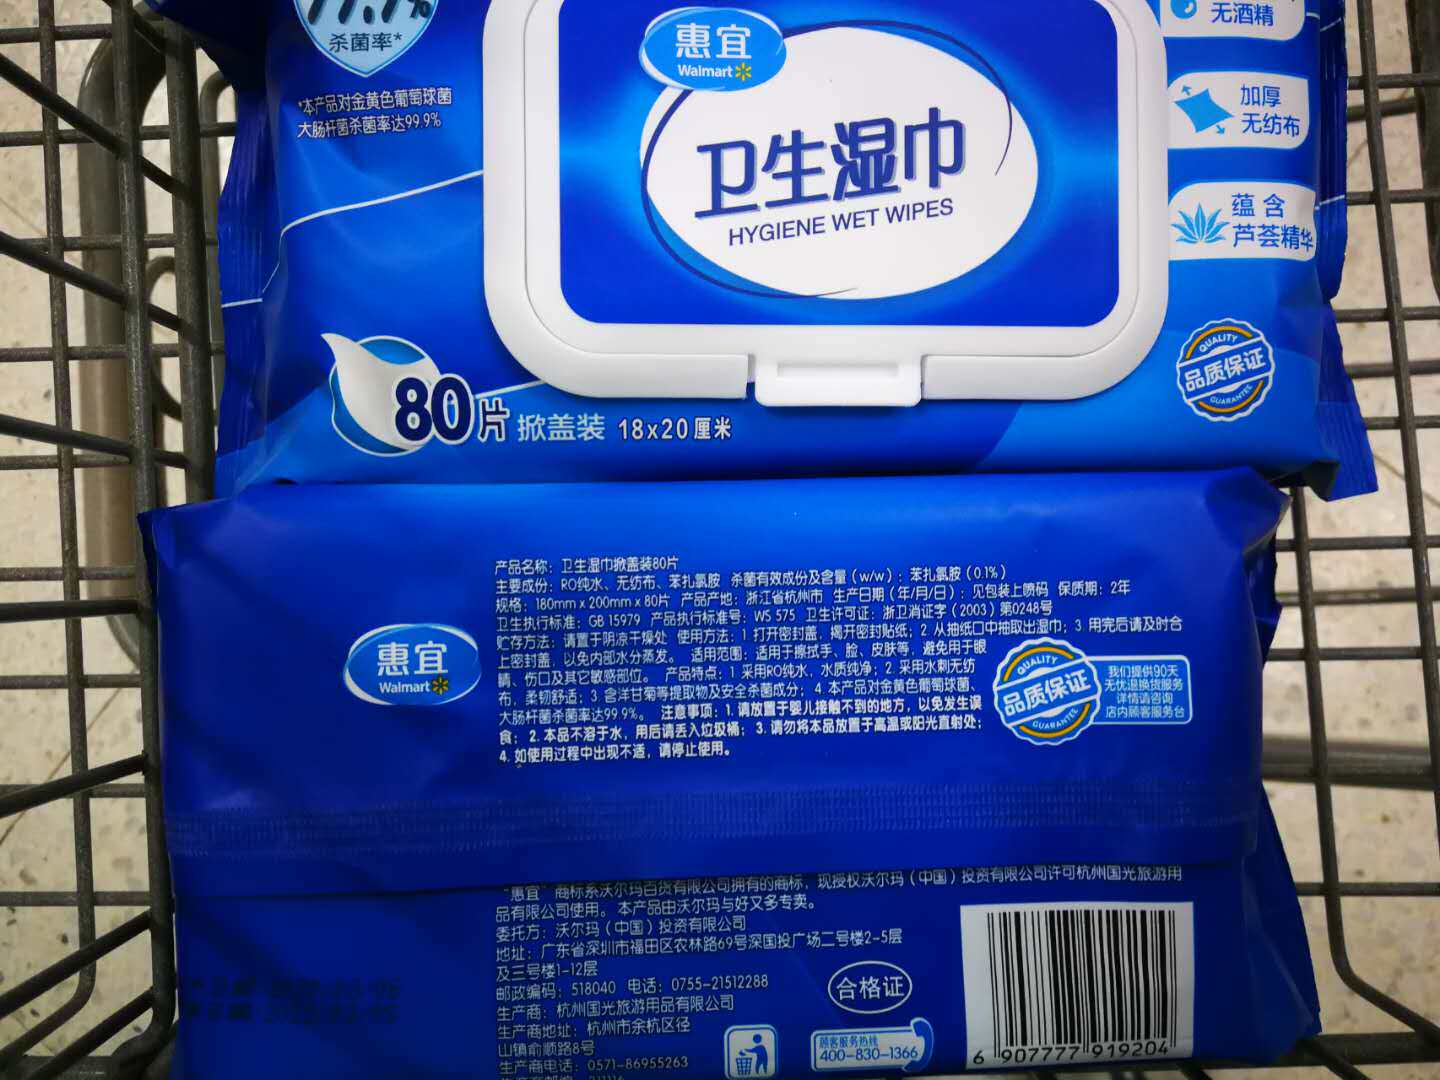 杀菌率*
*本产品对金黄色葡萄球菌
大肠杆菌杀菌率达99.9%
惠宜
Walmart
卫生湿巾
HYGIENE WET WIPES
无酒精
加厚
无纺布
蕴含
芦荟精华
QUALITY
品质保证
GUARANTEE
80片 掀盖装 18x20厘米
惠宜
Walmart
产品名称：卫生湿巾掀盖装80片
主要成份：RO纯水、无纺布、苯扎氯胺 杀菌有效成份及含量（w/w）：苯扎氯胺（0.1%）
规格：180mm x 200mm x 80片 产品产地：浙江省杭州市 生产日期（年/月/日）：见包装上喷码 保质期：2年
卫生执行标准：GB 15979 产品执行标准号：WS 575 卫生许可证：浙卫消证字（2003）第0248号
贮存方法：请置于阴凉干燥处 使用方法：1 打开密封盖，揭开密封贴纸；2. 从抽纸口中抽取出湿巾；3 用完后请及时合
上密封盖，以免内部水分蒸发。 适用范围：适用于擦拭手、脸、皮肤等，避免用于眼
睛、伤口及其它敏感部位。 产品特点：1 采用RO纯水，水质纯净；2. 采用水刺无纺
布，柔韧舒适；3. 含洋甘菊等提取物及安全杀菌成分；4. 本产品对金黄色葡萄球菌、
大肠杆菌杀菌率达99.9%。 注意事项：1. 请放置于婴儿接触不到的地方，以免发生误
食；2. 本品不溶于水，用后请丢入垃圾桶；3. 请勿将本品放置于高温或阳光直射处；
4. 如使用过程中出现不适，请停止使用。
QUALITY
品质保证
GUARANTEE
我们提供90天
无忧退换货服务
详情请咨询
店内顾客服务台
"惠宜"商标系沃尔玛百货有限公司拥有的商标，现授权沃尔玛（中国）投资有限公司许可杭州国光旅游用
品有限公司使用。本产品由沃尔玛与好又多专卖。
委托方：沃尔玛（中国）投资有限公司
地址：广东省深圳市福田区农林路69号深国投广场二号楼2-5层
及三号楼1-12层
邮政编码：518040 电话：0755-21512288
生产商：杭州国光旅游用品有限公司
生产商地址：杭州市余杭区径
山镇俞顺路8号
生产商电话：0571-86955263
合格证
顾客服务热线
400-830-1366
6 907777 919204